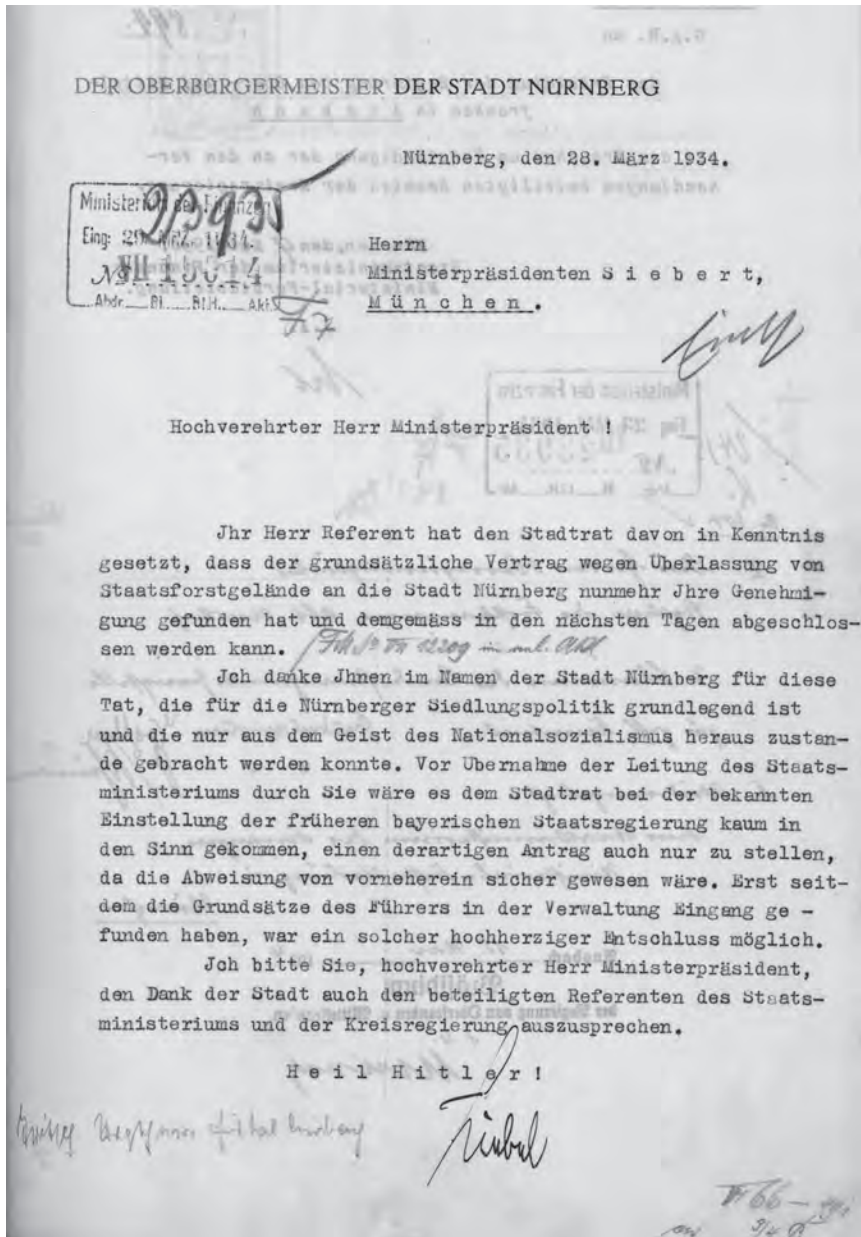 DER OBERBÜRGERMEISTER DER STADT NÜRNBERG
Nürnberg, den 28. März 1934.
Ministerium der Finanzen
Eing: 29. MRZ. 1934.
Herrn
Ministerpräsidenten S i e b e r t,
M ü n c h e n .
Hochverehrter Herr Ministerpräsident !
Jhr Herr Referent hat den Stadtrat davon in Kenntnis
gesetzt, dass der grundsätzliche Vertrag wegen Überlassung von
Staatsforstgelände an die Stadt Nürnberg nunmehr Jhre Genehmi-
gung gefunden hat und demgemäss in den nächsten Tagen abgeschlos-
sen werden kann.
Jch danke Jhnen im Namen der Stadt Nürnberg für diese
Tat, die für die Nürnberger Siedlungspolitik grundlegend ist
und die nur aus dem Geist des Nationalsozialismus heraus zustan-
de gebracht werden konnte. Vor Übernahme der Leitung des Staats-
ministeriums durch Sie wäre es dem Stadtrat bei der bekannten
Einstellung der früheren bayerischen Staatsregierung kaum in
den Sinn gekommen, einen derartigen Antrag auch nur zu stellen,
da die Abweisung von vorneherein sicher gewesen wäre. Erst seit-
dem die Grundsätze des Führers in der Verwaltung Eingang ge -
funden haben, war ein solcher hochherziger Entschluss möglich.
Jch bitte Sie, hochverehrter Herr Ministerpräsident,
den Dank der Stadt auch den beteiligten Referenten des Staats-
ministeriums und der Kreisregierung auszusprechen.
H e i l H i t l e r !
Liebel